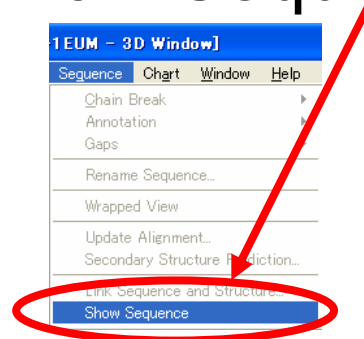 1EUM - 3D Window]
Sequence Chart Window Help
Chain Break
Annotation
Gaps
Rename Sequence...
Wrapped View
Update Alignment...
Secondary Structure Prediction...
Link Sequence and Structure...
Show Sequence